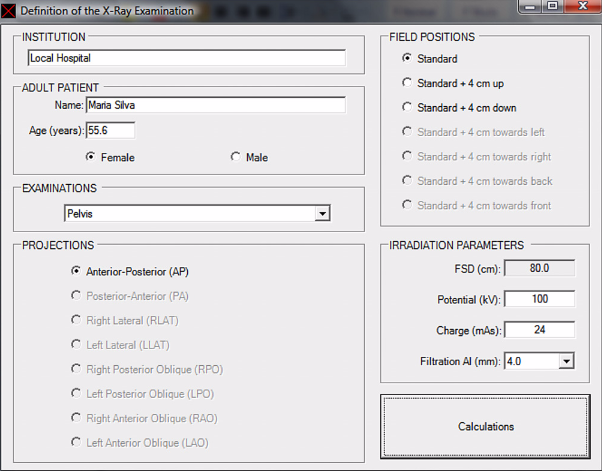 Definition of the X-Ray Examination
INSTITUTION
Local Hospital
ADULT PATIENT
Name: Maria Silva
Age (years): 55.6
Female Male
EXAMINATIONS
Pelvis
PROJECTIONS
Anterior-Posterior (AP)
Posterior-Anterior (PA)
Right Lateral (RLAT)
Left Lateral (LLAT)
Right Posterior Oblique (RPO)
Left Posterior Oblique (LPO)
Right Anterior Oblique (RAO)
Left Anterior Oblique (LAO)
FIELD POSITIONS
Standard
Standard + 4 cm up
Standard + 4 cm down
Standard + 4 cm towards left
Standard + 4 cm towards right
Standard + 4 cm towards back
Standard + 4 cm towards front
IRRADIATION PARAMETERS
FSD (cm): 80.0
Potential (kV): 100
Charge (mAs): 24
Filtration Al (mm): 4.0
Calculations